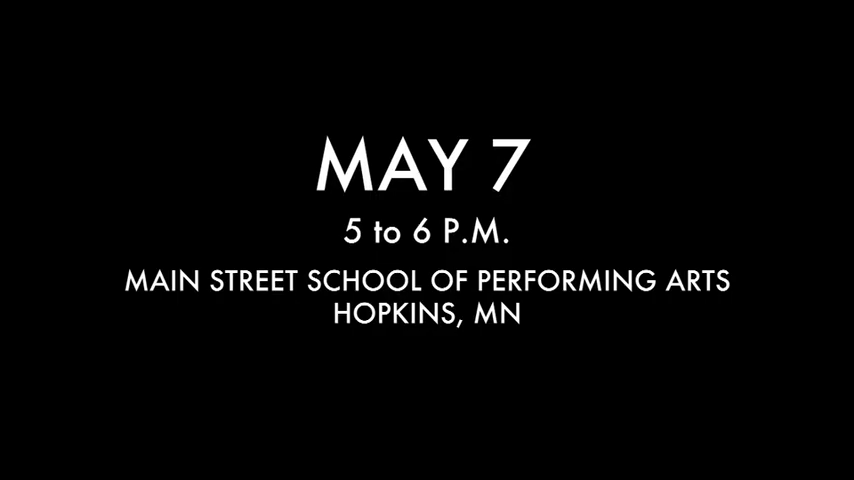 MAY 7
5 to 6 P.M.
MAIN STREET SCHOOL OF PERFORMING ARTS
HOPKINS, MN